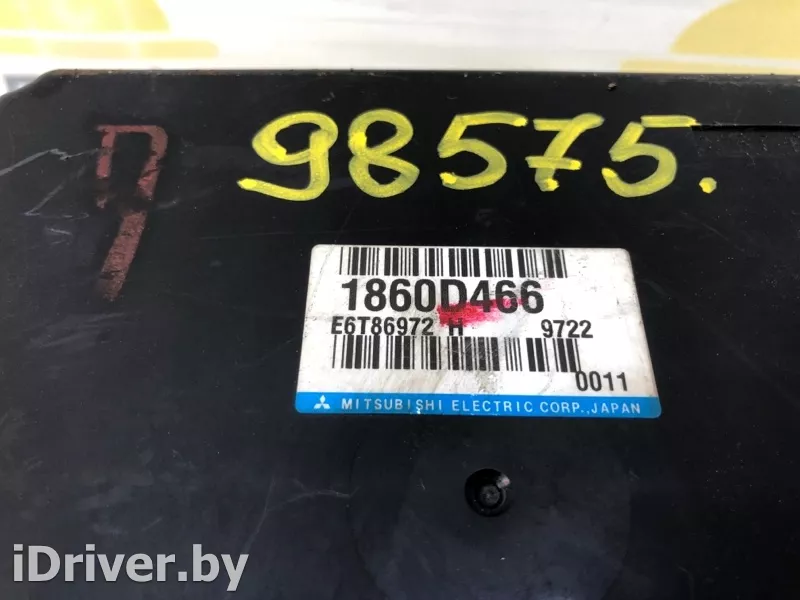 98575.
1860D466
E6T86972 H 9722
0011
MITSUBISHI ELECTRIC CORP., JAPAN
iDriver.by